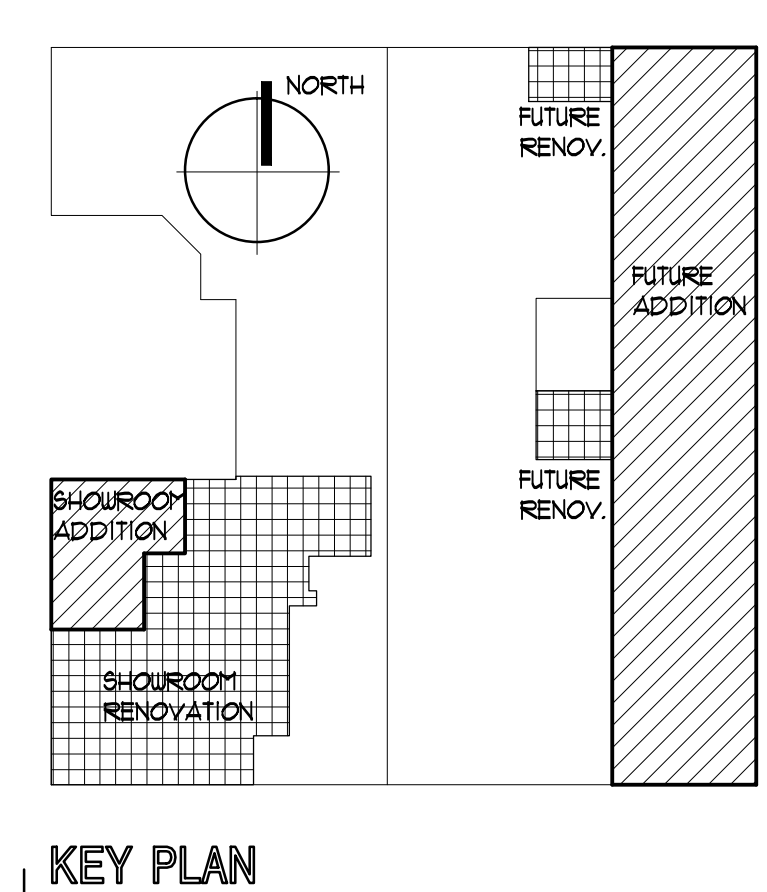 NORTH
FUTURE
RENOV.
FUTURE
ADDITION
FUTURE
RENOV.
SHOWROOM
ADDITION
SHOWROOM
RENOVATION
KEY PLAN